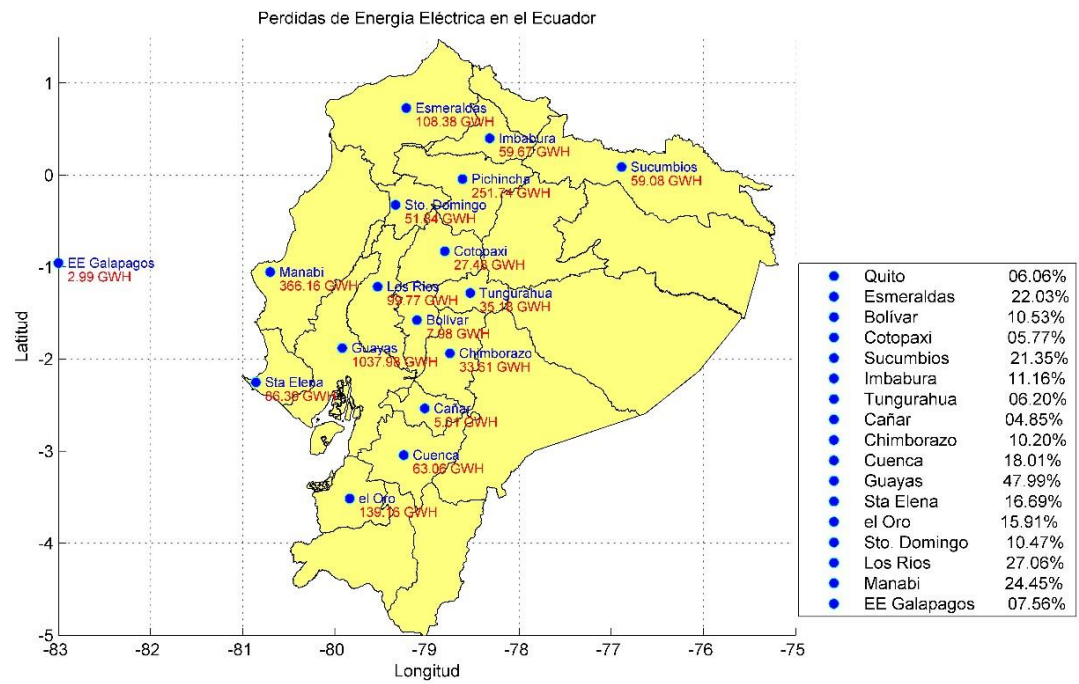 Perdidas de Energía Eléctrica en el Ecuador
1
0
-1
-2
-3
-4
-5
Latitud
Esmeraldas
108.38 GWH
Imbabura
59.67 GWH
Sucumbios
59.08 GWH
Pichincha
251.74 GWH
Sto. Domingo
51.84 GWH
Cotopaxi
27.48 GWH
EE Galapagos
2.99 GWH
Manabi
366.16 GWH
Los Rios
99.77 GWH
Tungurahua
35.18 GWH
Bolívar
7.98 GWH
Guayas
1037.98 GWH
Chimborazo
33.61 GWH
Sta Elena
GWH
Cañar
GWH
Cuenca
63.06 GWH
el Oro
139.16 GWH
-83 -82 -81 -80 -79 -78 -77 -76 -75
Longitud
Quito 06.06%
Esmeraldas 22.03%
Bolívar 10.53%
Cotopaxi 05.77%
Sucumbios 21.35%
Imbabura 11.16%
Tungurahua 06.20%
Cañar 04.85%
Chimborazo 10.20%
Cuenca 18.01%
Guayas 47.99%
Sta Elena 16.69%
el Oro 15.91%
Sto. Domingo 10.47%
Los Rios 27.06%
Manabi 24.45%
EE Galapagos 07.56%